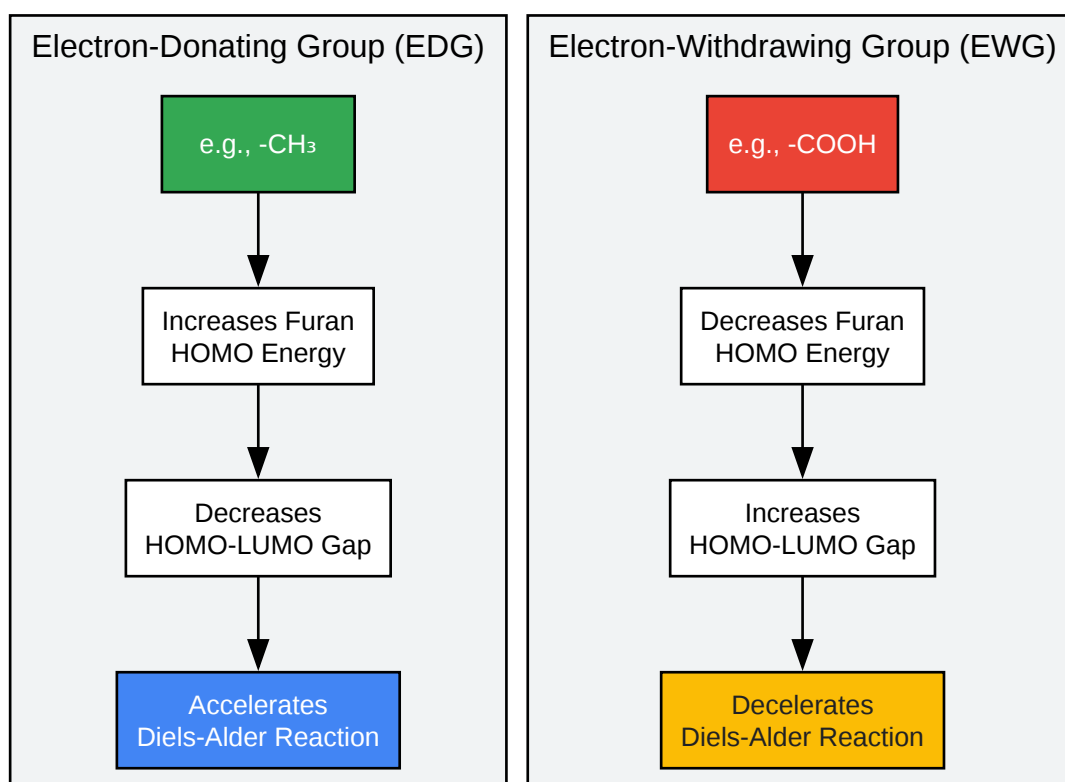 Electron-Donating Group (EDG)
e.g., -CH₃
Increases Furan
HOMO Energy
Decreases
HOMO-LUMO Gap
Accelerates
Diels-Alder Reaction
Electron-Withdrawing Group (EWG)
e.g., -COOH
Decreases Furan
HOMO Energy
Increases
HOMO-LUMO Gap
Decelerates
Diels-Alder Reaction